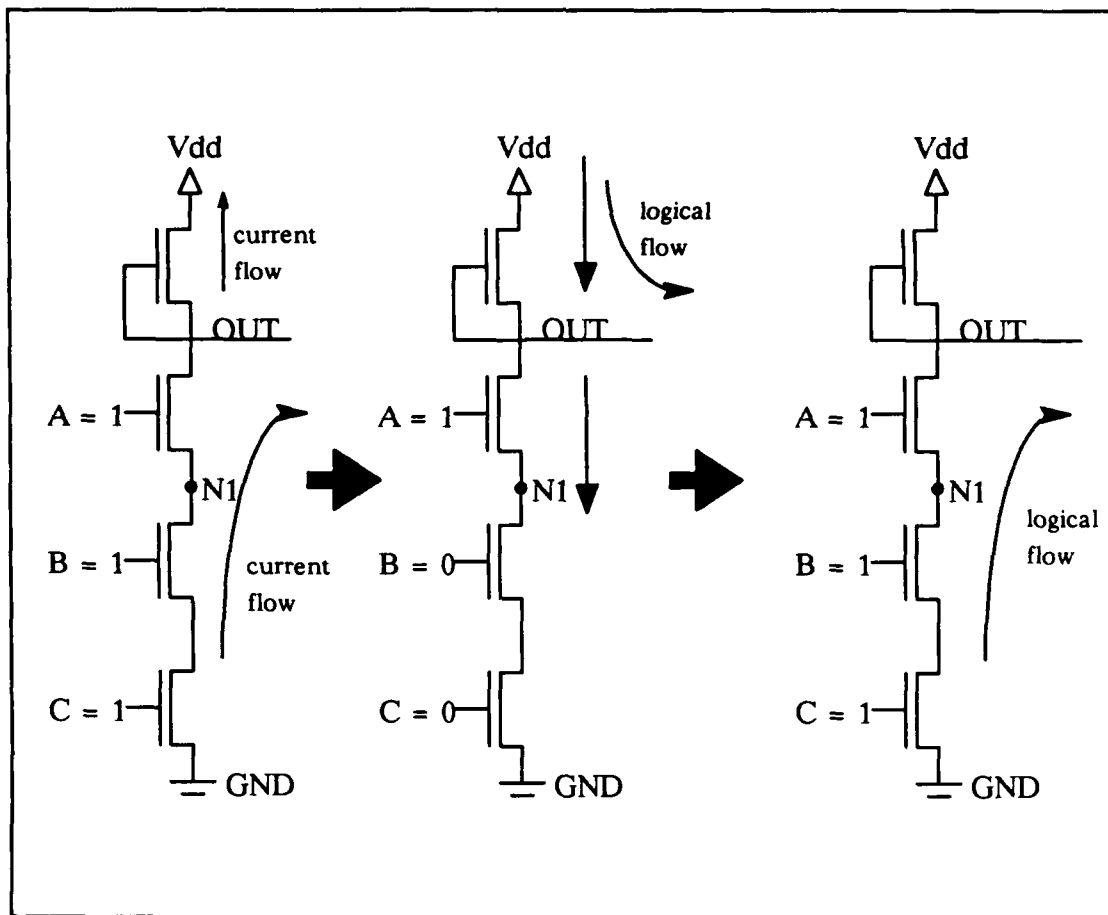 Vdd
current
flow
OUT
A = 1
N1
B = 1
current
flow
C = 1
GND
Vdd
logical
flow
OUT
A = 1
N1
B = 0
C = 0
GND
Vdd
OUT
A = 1
N1
B = 1
logical
flow
C = 1
GND